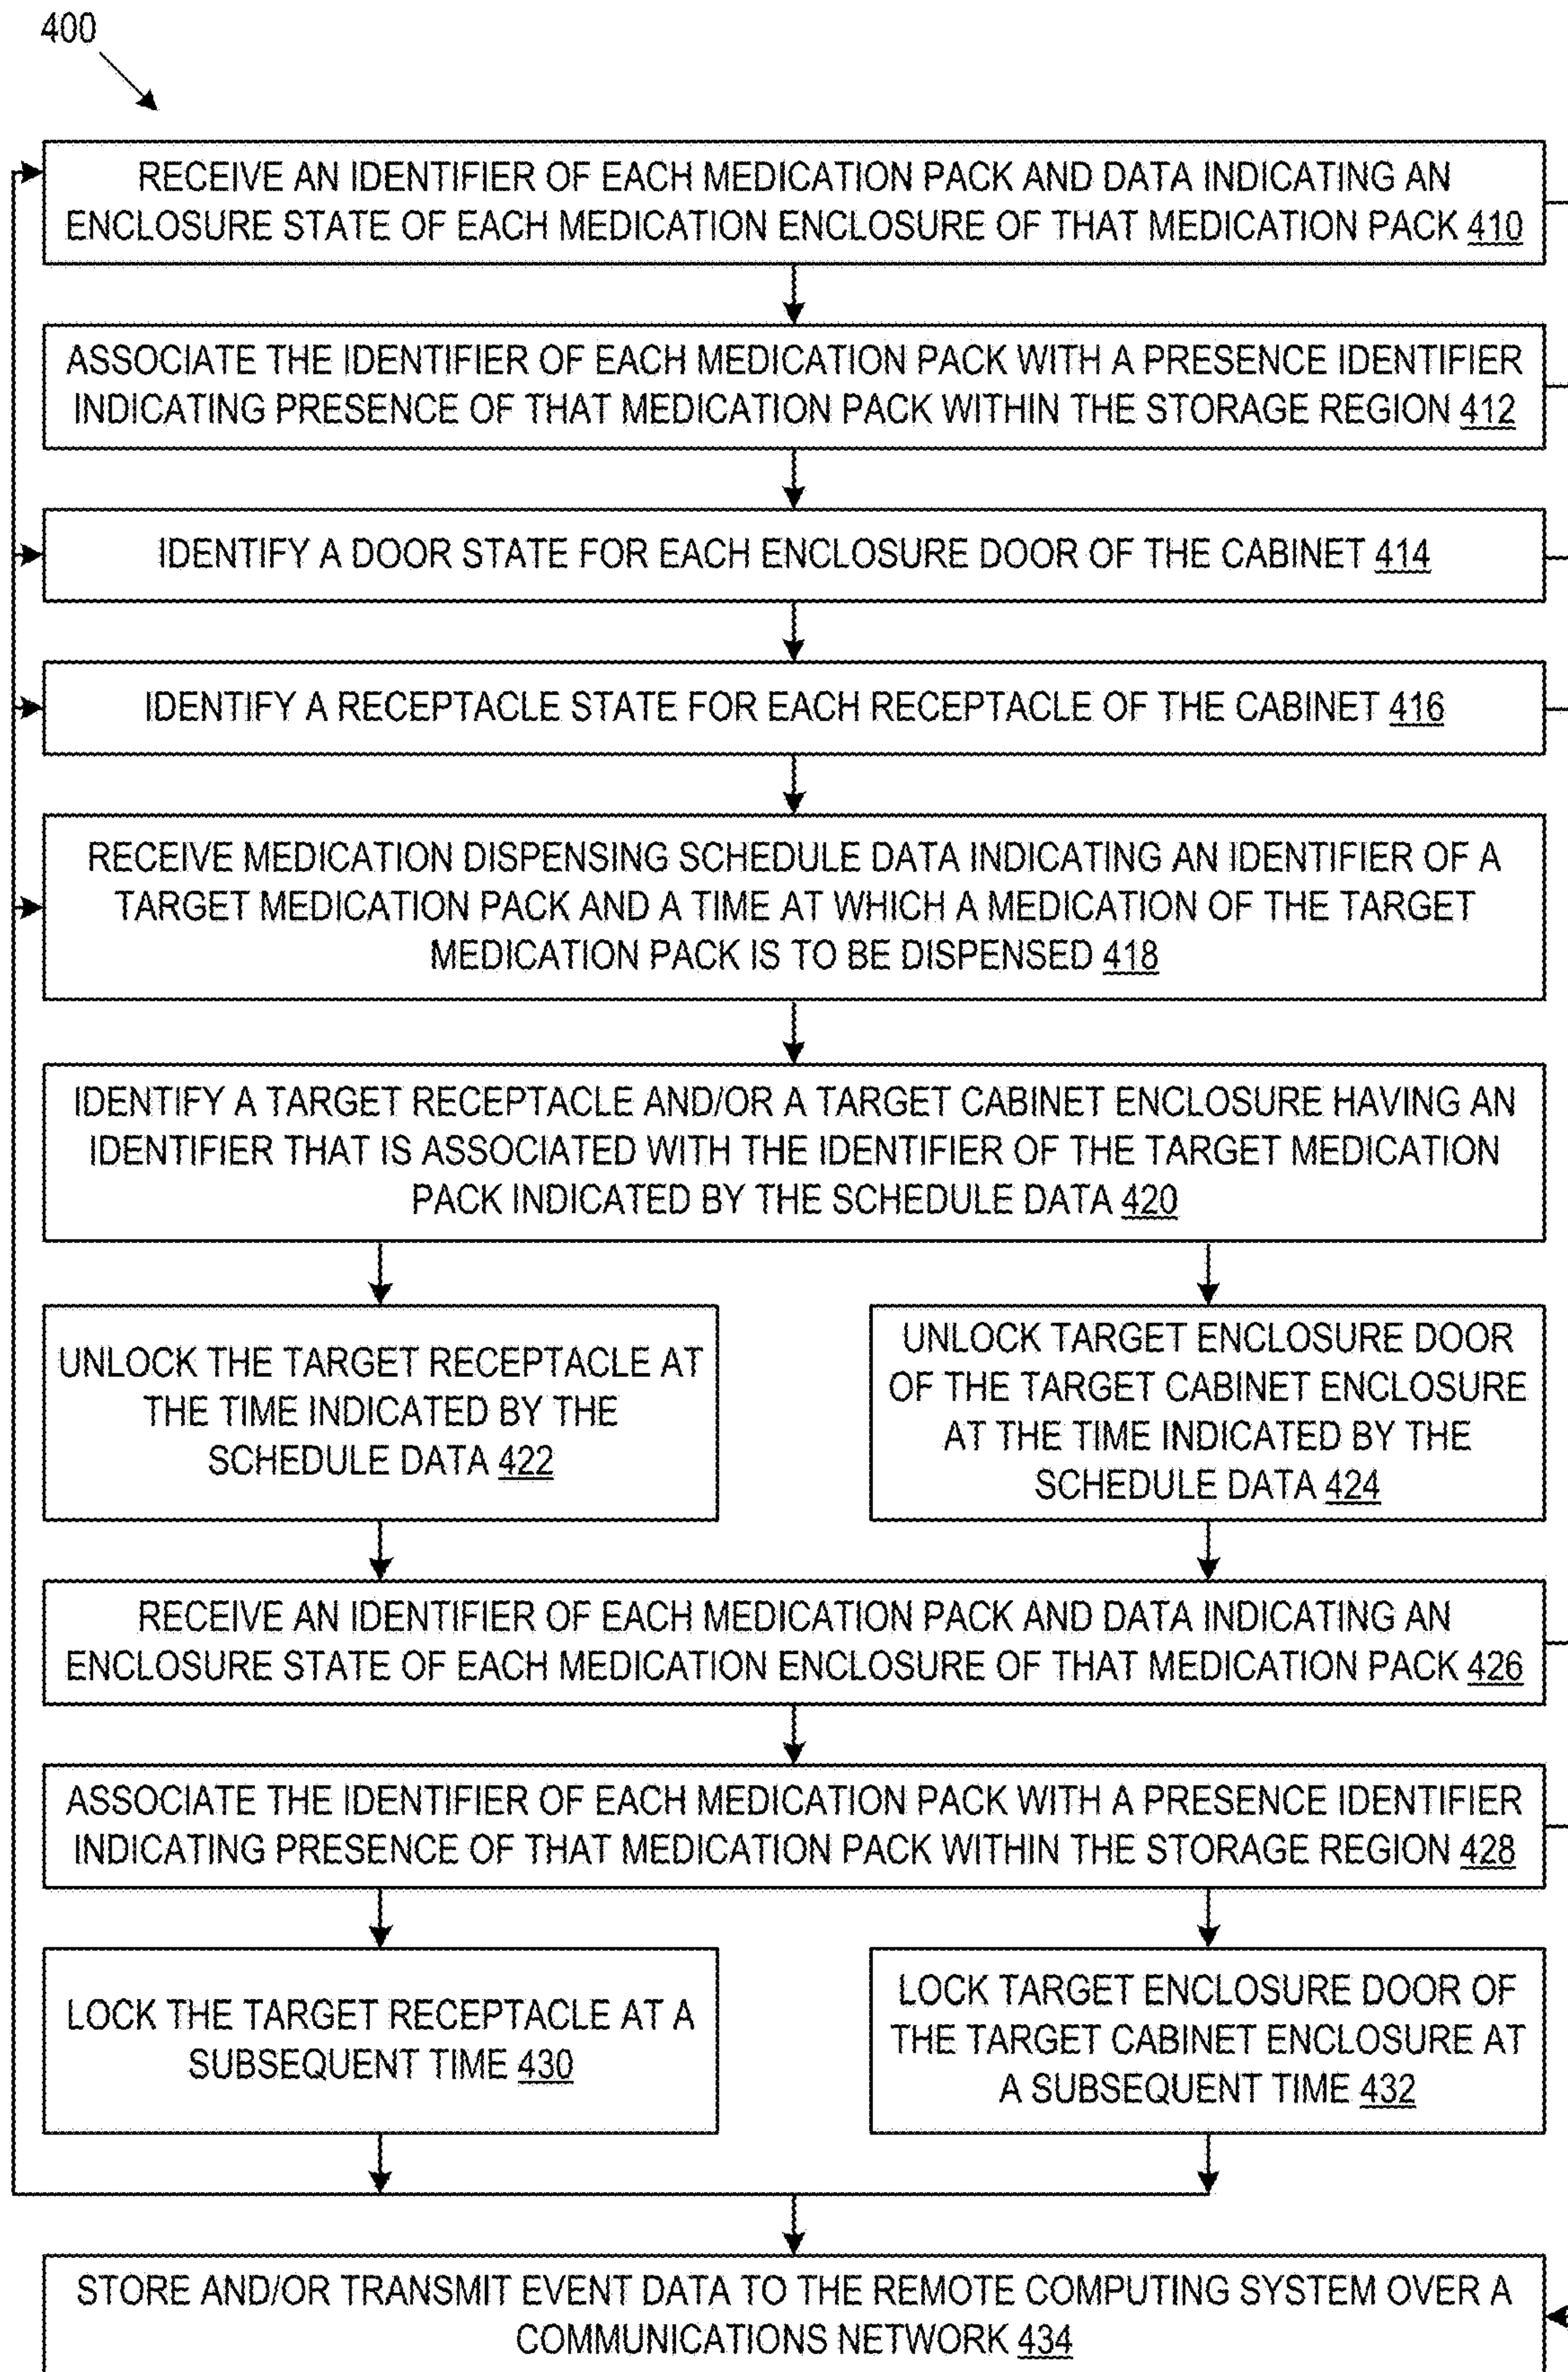 400
RECEIVE AN IDENTIFIER OF EACH MEDICATION PACK AND DATA INDICATING AN
ENCLOSURE STATE OF EACH MEDICATION ENCLOSURE OF THAT MEDICATION PACK 410
ASSOCIATE THE IDENTIFIER OF EACH MEDICATION PACK WITH A PRESENCE IDENTIFIER
INDICATING PRESENCE OF THAT MEDICATION PACK WITHIN THE STORAGE REGION 412
IDENTIFY A DOOR STATE FOR EACH ENCLOSURE DOOR OF THE CABINET 414
IDENTIFY A RECEPTACLE STATE FOR EACH RECEPTACLE OF THE CABINET 416
RECEIVE MEDICATION DISPENSING SCHEDULE DATA INDICATING AN IDENTIFIER OF A
TARGET MEDICATION PACK AND A TIME AT WHICH A MEDICATION OF THE TARGET
MEDICATION PACK IS TO BE DISPENSED 418
IDENTIFY A TARGET RECEPTACLE AND/OR A TARGET CABINET ENCLOSURE HAVING AN
IDENTIFIER THAT IS ASSOCIATED WITH THE IDENTIFIER OF THE TARGET MEDICATION
PACK INDICATED BY THE SCHEDULE DATA 420
UNLOCK THE TARGET RECEPTACLE AT
THE TIME INDICATED BY THE
SCHEDULE DATA 422
UNLOCK TARGET ENCLOSURE DOOR
OF THE TARGET CABINET ENCLOSURE
AT THE TIME INDICATED BY THE
SCHEDULE DATA 424
RECEIVE AN IDENTIFIER OF EACH MEDICATION PACK AND DATA INDICATING AN
ENCLOSURE STATE OF EACH MEDICATION ENCLOSURE OF THAT MEDICATION PACK 426
ASSOCIATE THE IDENTIFIER OF EACH MEDICATION PACK WITH A PRESENCE IDENTIFIER
INDICATING PRESENCE OF THAT MEDICATION PACK WITHIN THE STORAGE REGION 428
LOCK THE TARGET RECEPTACLE AT A
SUBSEQUENT TIME 430
LOCK TARGET ENCLOSURE DOOR OF
THE TARGET CABINET ENCLOSURE AT
A SUBSEQUENT TIME 432
STORE AND/OR TRANSMIT EVENT DATA TO THE REMOTE COMPUTING SYSTEM OVER A
COMMUNICATIONS NETWORK 434